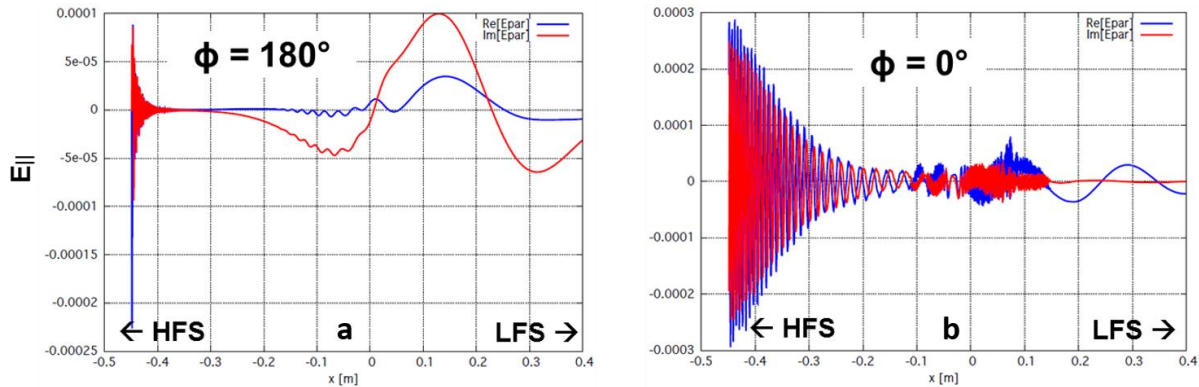 0.0001
5e-05
0
-5e-05
-0.0001
-0.00015
-0.0002
-0.00025
E||
Re[Epar]
Im[Epar]
ϕ = 180°
← HFS
a
LFS →
-0.5 -0.4 -0.3 -0.2 -0.1 0 0.1 0.2 0.3 0.4
x [m]
0.0003
0.0002
0.0001
0
-0.0001
-0.0002
-0.0003
Re[Epar]
Im[Epar]
ϕ = 0°
← HFS
b
LFS →
-0.5 -0.4 -0.3 -0.2 -0.1 0 0.1 0.2 0.3 0.4
x [m]